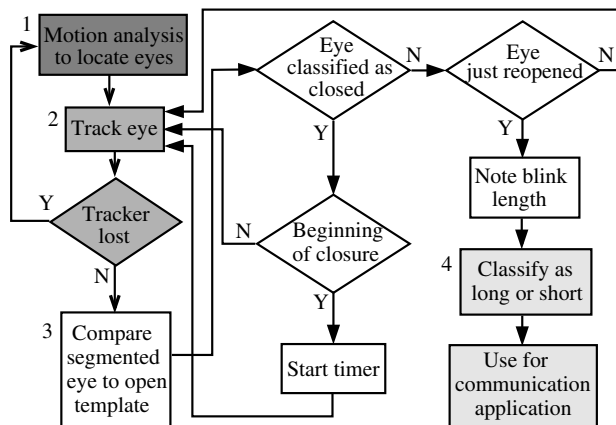 1
Motion analysis
to locate eyes
2
Track eye
Y
Tracker
lost
N
3
Compare
segmented
eye to open
template
Eye
classified as
closed
N
Y
N
Beginning
of closure
Y
Start timer
Eye
just reopened
N
Y
Note blink
length
4
Classify as
long or short
Use for
communication
application